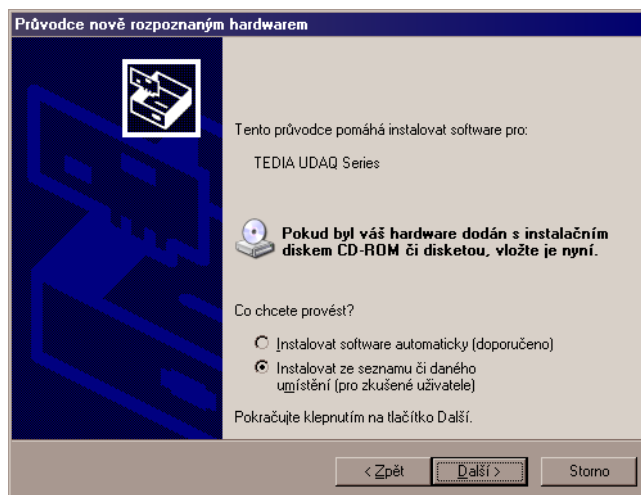 Průvodce nově rozpoznaným hardwarem
Tento průvodce pomáhá instalovat software pro:
TEDIA UDAQ Series
Pokud byl váš hardware dodán s instalačním
diskem CD-ROM či disketou, vložte je nyní.
Co chcete provést?
Instalovat software automaticky (doporučeno)
Instalovat ze seznamu či daného
umístění (pro zkušené uživatele)
Pokračujte klepnutím na tlačítko Další.
< Zpět
Další >
Storno